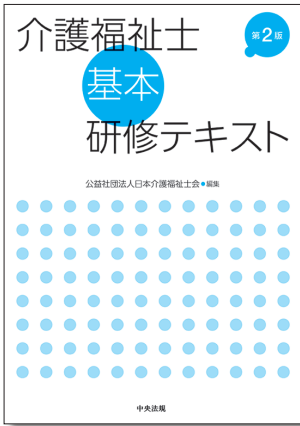 介護福祉士
第2版
基本
研修テキスト
公益社団法人日本介護福祉士会●編集
中央法規